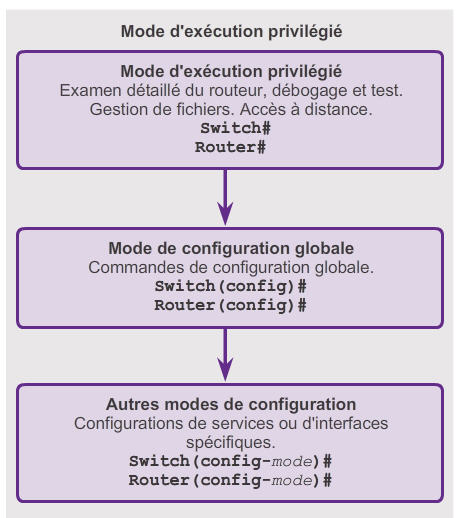 Mode d'exécution privilégié
Mode d'exécution privilégié
Examen détaillé du routeur, débogage et test.
Gestion de fichiers. Accès à distance.
Switch#
Router#
Mode de configuration globale
Commandes de configuration globale.
Switch(config)#
Router(config)#
Autres modes de configuration
Configurations de services ou d'interfaces
spécifiques.
Switch(config-mode)#
Router(config-mode)#